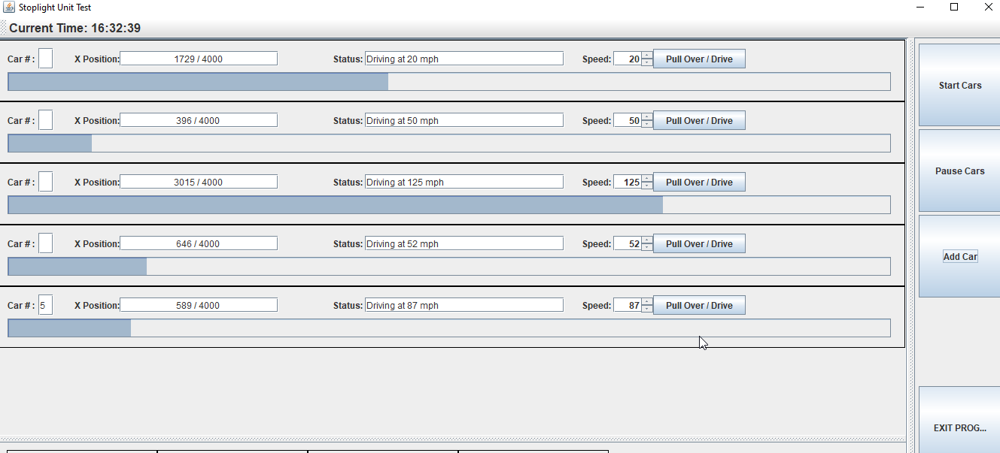 Stoplight Unit Test
Current Time: 16:32:39
Car # : X Position: 1729 / 4000 Status: Driving at 20 mph Speed: 20 Pull Over / Drive
Start Cars
Car # : X Position: 396 / 4000 Status: Driving at 50 mph Speed: 50 Pull Over / Drive
Pause Cars
Car # : X Position: 3015 / 4000 Status: Driving at 125 mph Speed: 125 Pull Over / Drive
Car # : X Position: 646 / 4000 Status: Driving at 52 mph Speed: 52 Pull Over / Drive
Add Car
Car # : 5 X Position: 589 / 4000 Status: Driving at 87 mph Speed: 87 Pull Over / Drive
EXIT PROG...